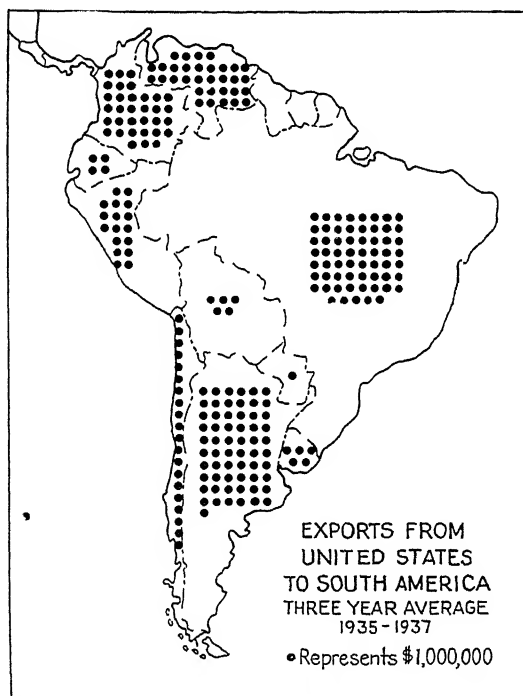 EXPORTS FROM
UNITED STATES
TO SOUTH AMERICA
THREE YEAR AVERAGE
1935-1937
•Represents $1,000,000